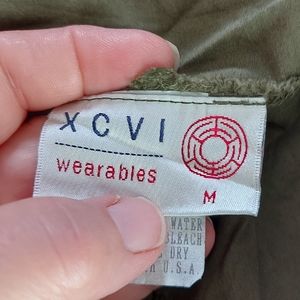 XCVI
wearables
M
WATER
BLEACH
DRY
U.S.A.